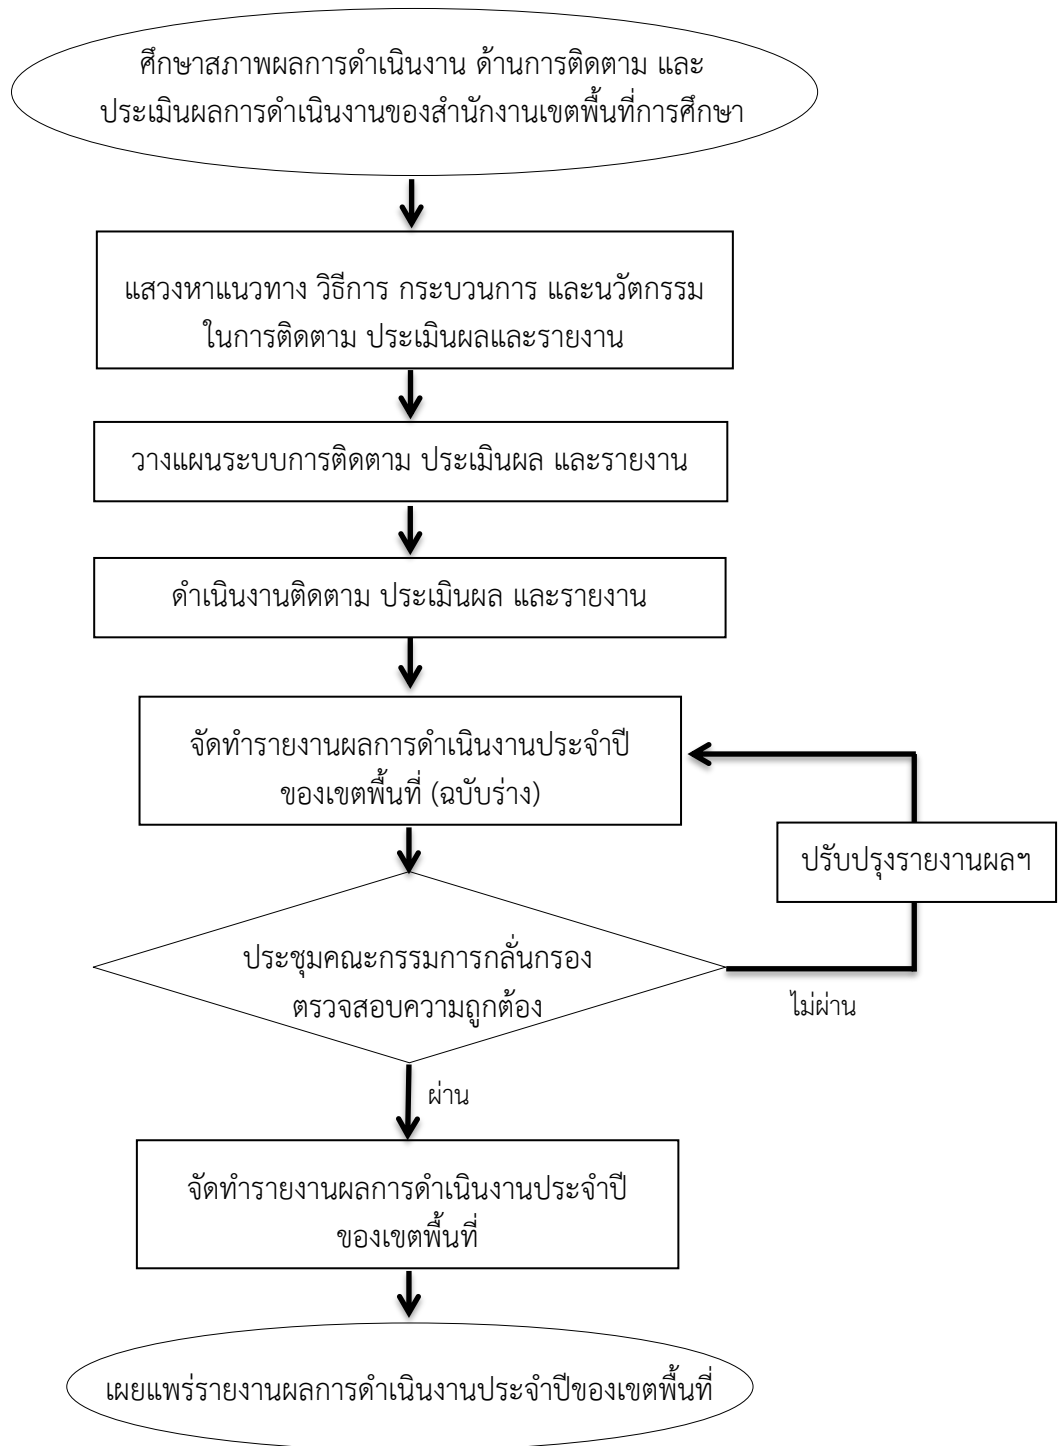 ศึกษาสภาพผลการดำเนินงาน ด้านการติดตาม และ
ประเมินผลการดำเนินงานของสำนักงานเขตพื้นที่การศึกษา
แสวงหาแนวทาง วิธีการ กระบวนการ และนวัตกรรม
ในการติดตาม ประเมินผลและรายงาน
วางแผนระบบการติดตาม ประเมินผล และรายงาน
ดำเนินงานติดตาม ประเมินผล และรายงาน
จัดทำรายงานผลการดำเนินงานประจำปี
ของเขตพื้นที่ (ฉบับร่าง)
ปรับปรุงรายงานผลฯ
ประชุมคณะกรรมการกลั่นกรอง
ตรวจสอบความถูกต้อง
ไม่ผ่าน
ผ่าน
จัดทำรายงานผลการดำเนินงานประจำปี
ของเขตพื้นที่
เผยแพร่รายงานผลการดำเนินงานประจำปีของเขตพื้นที่